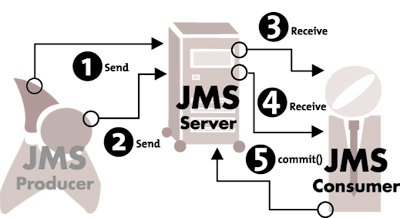 1 Send
2 Send
3 Receive
4 Receive
5 commit()
JMS
Producer
JMS
Server
JMS
Consumer